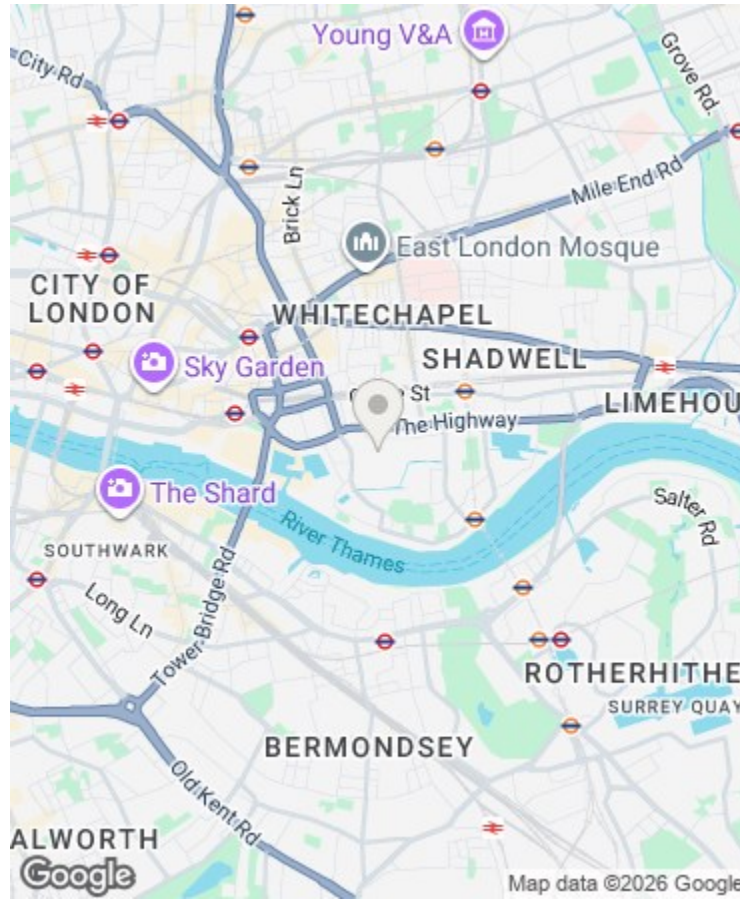 Young V&A
City Rd
Grove Rd.
Brick Ln
Mile End Rd
East London Mosque
CITY OF
LONDON
WHITECHAPEL
Sky Garden
SHADWELL
St
The Highway
LIMEHOU
The Shard
River Thames
Salter Rd
SOUTHWARK
Long Ln
Tower Bridge Rd
ROTHERHITHE
SURREY QUAY
BERMONDSEY
Old Kent Rd
ALWORTH
Google
Map data ©2026 Google